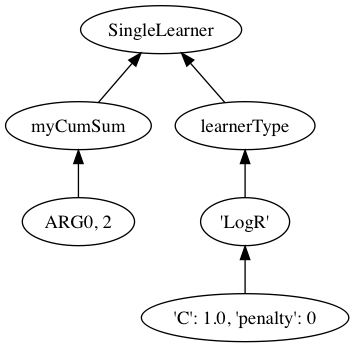 SingleLearner
myCumSum
learnerType
ARG0, 2
'LogR'
'C': 1.0, 'penalty': 0